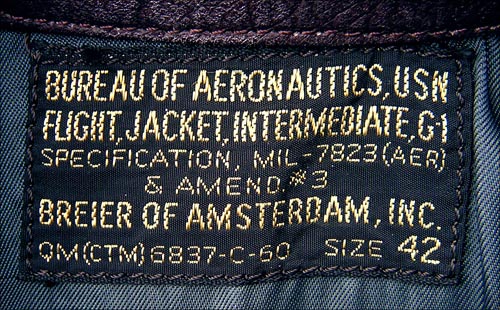 BUREAU OF AERONAUTICS, USN
FLIGHT, JACKET, INTERMEDIATE, G-1
SPECIFICATION, MIL-7823(AER)
& AMEND. #3
BREIER OF AMSTERDAM, INC.
QM(CTM) 6837-C-60 SIZE 42